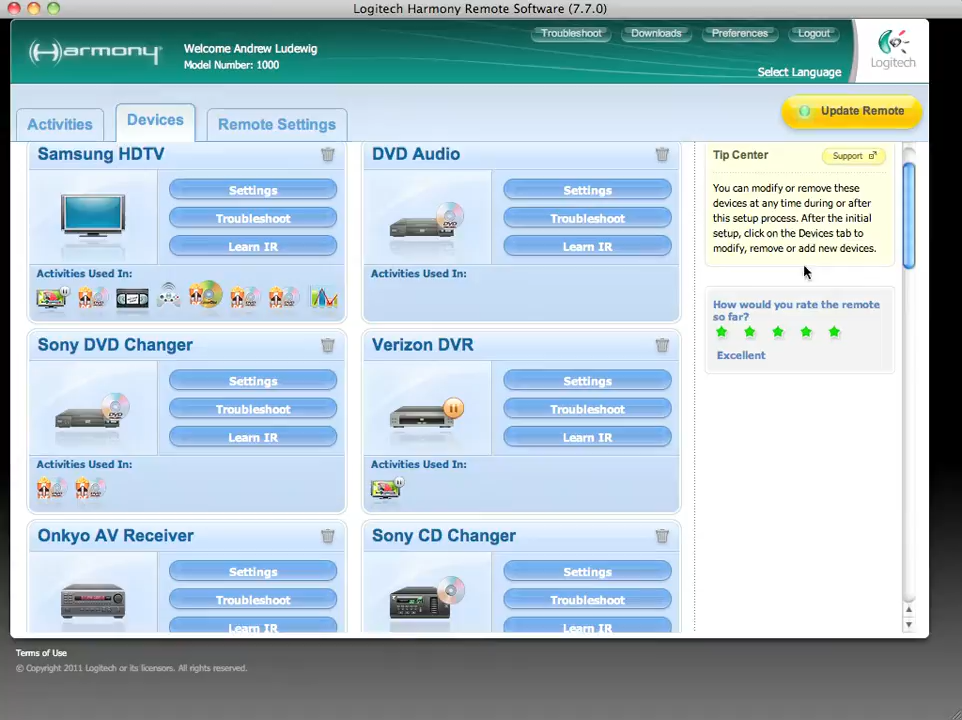 Logitech Harmony Remote Software (7.7.0)
Harmony
Welcome Andrew Ludewig
Model Number: 1000
Troubleshoot
Downloads
Preferences
Logout
Select Language
Logitech
Activities
Devices
Remote Settings
Update Remote
Samsung HDTV
Settings
Troubleshoot
Learn IR
Activities Used In:
DVD Audio
Settings
Troubleshoot
Learn IR
Activities Used In:
Sony DVD Changer
Settings
Troubleshoot
Learn IR
Activities Used In:
Verizon DVR
Settings
Troubleshoot
Learn IR
Activities Used In:
Onkyo AV Receiver
Settings
Troubleshoot
Learn IR
Sony CD Changer
Settings
Troubleshoot
Learn IR
Tip Center
Support
You can modify or remove these
devices at any time during or after
this setup process. After the initial
setup, click on the Devices tab to
modify, remove or add new devices.
How would you rate the remote
so far?
Excellent
Terms of Use
© Copyright 2011 Logitech or its licensors. All rights reserved.